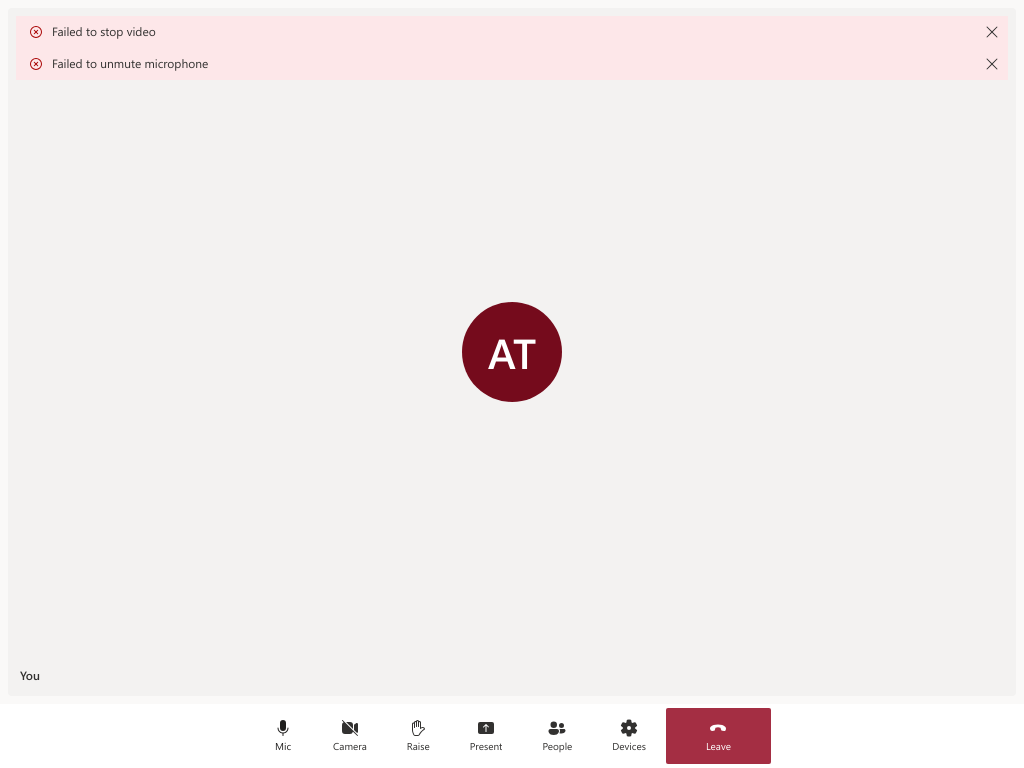 Failed to stop video
Failed to unmute microphone
AT
You
Mic
Camera
Raise
Present
People
Devices
Leave